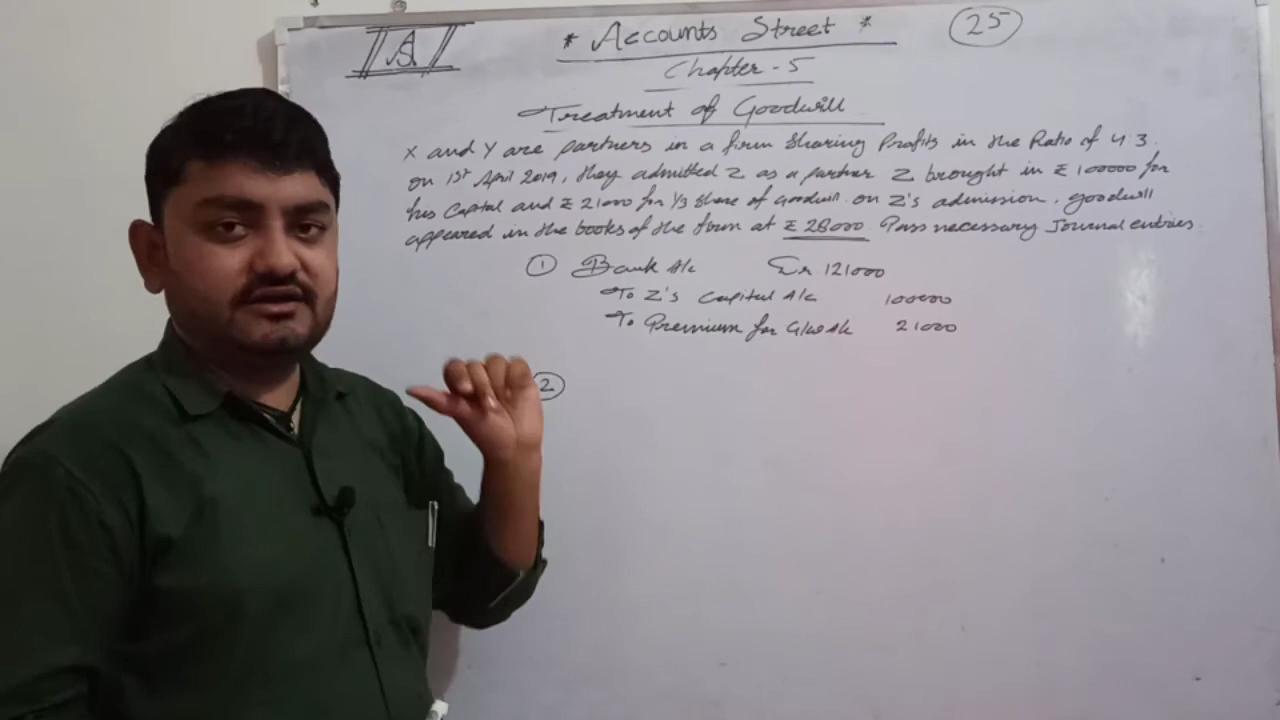 AS
* Accounts Street *
25
Chapter - 5
Treatment of Goodwill
X and Y are partners in a firm Sharing Profits in the Ratio of 4:3.
on 1st April 2019, they admitted Z as a partner Z brought in ₹ 100000 for
his Capital and ₹ 21000 for 1/3 share of Goodwill. on Z's admission, goodwill
appeared in the books of the firm at ₹ 28000. Pass necessary Journal entries.
① Bank A/c Dr 121000
To Z's Capital A/c 100000
To Premium for G/w A/c 21000
②